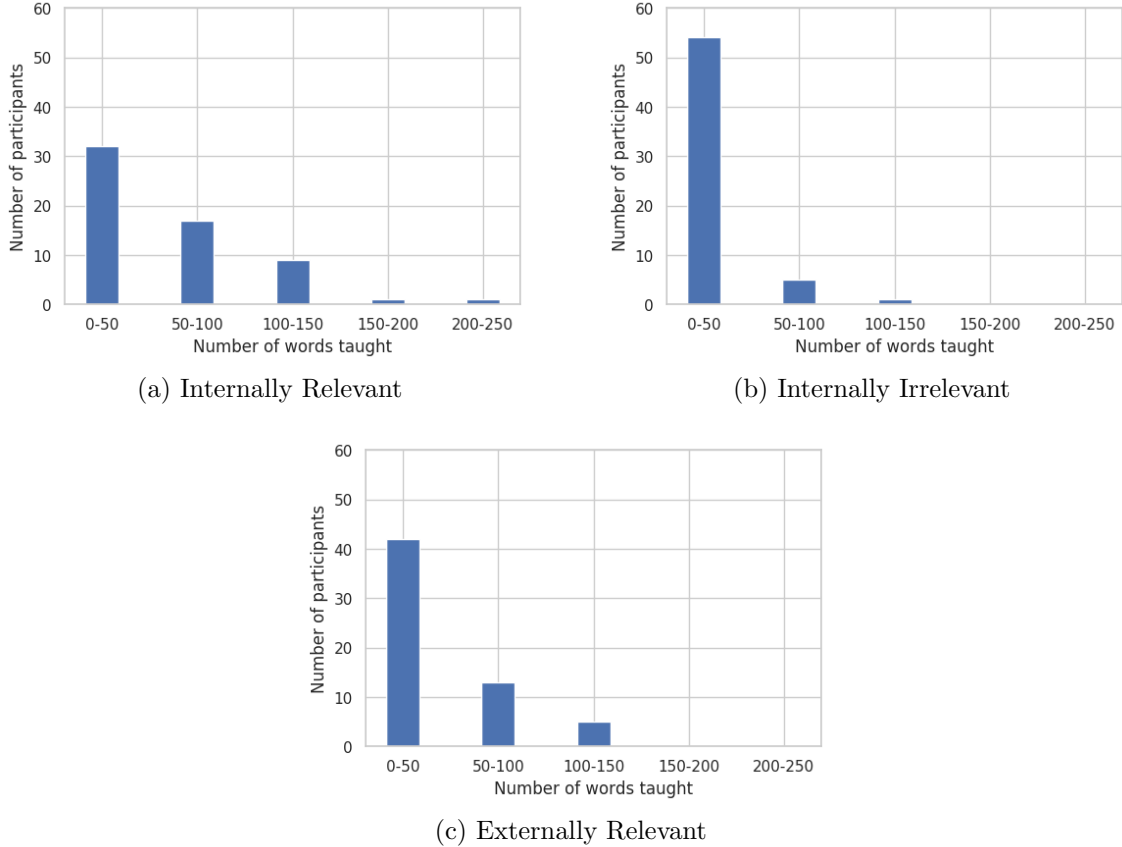 60
50
40
30
20
10
0
Number of participants
0-50 50-100 100-150 150-200 200-250
Number of words taught
(a) Internally Relevant
60
50
40
30
20
10
0
Number of participants
0-50 50-100 100-150 150-200 200-250
Number of words taught
(b) Internally Irrelevant
60
50
40
30
20
10
0
Number of participants
0-50 50-100 100-150 150-200 200-250
Number of words taught
(c) Externally Relevant